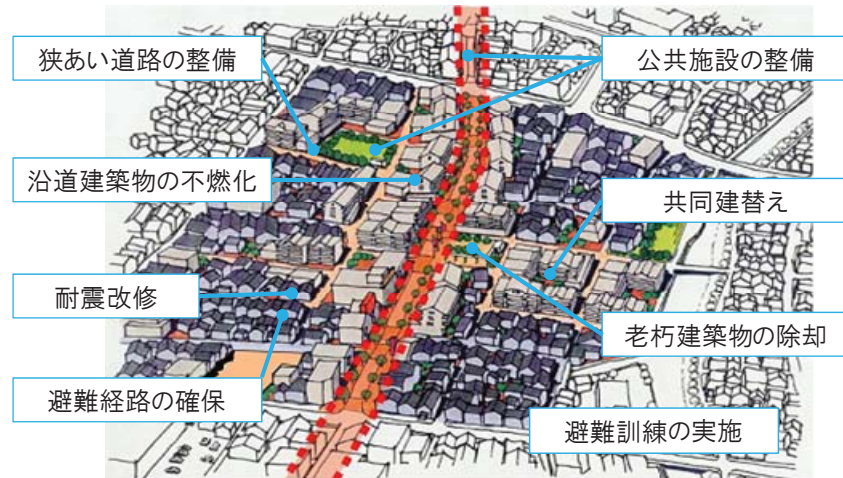 狭あい道路の整備
公共施設の整備
沿道建築物の不燃化
共同建替え
耐震改修
老朽建築物の除却
避難経路の確保
避難訓練の実施